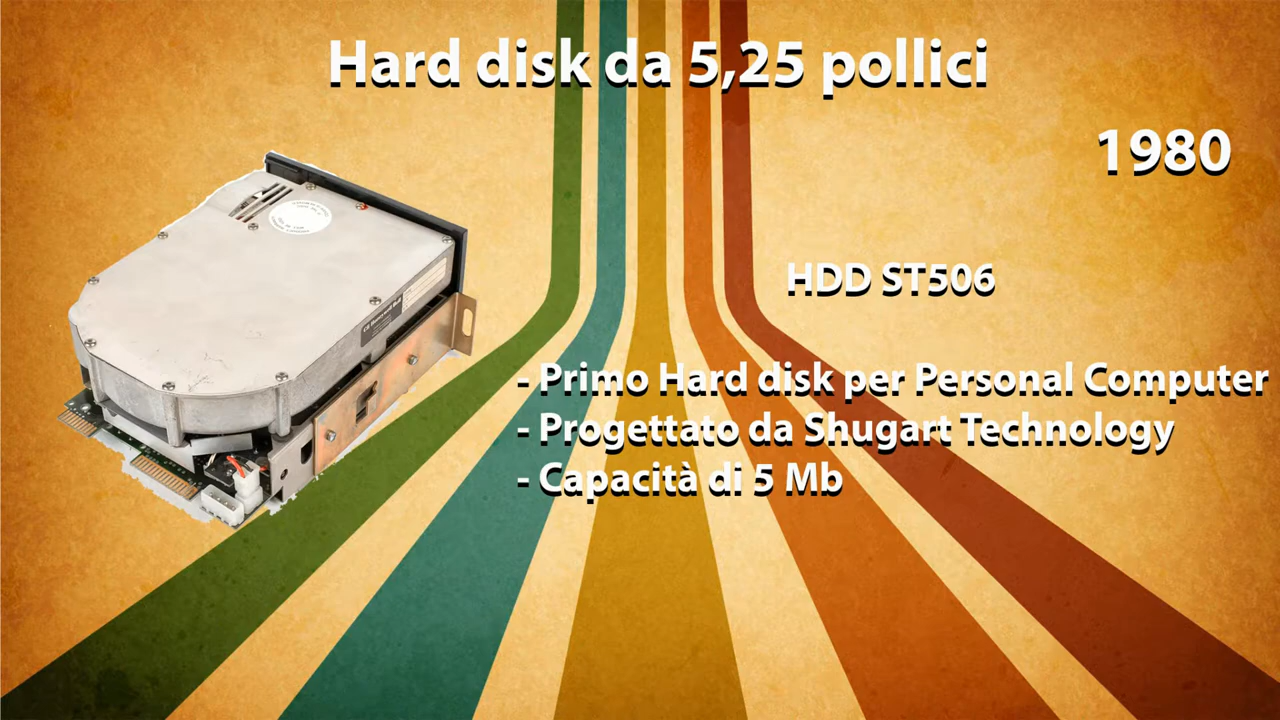 Hard disk da 5,25 pollici
1980
HDD ST506
- Primo Hard disk per Personal Computer
- Progettato da Shugart Technology
- Capacità di 5 Mb